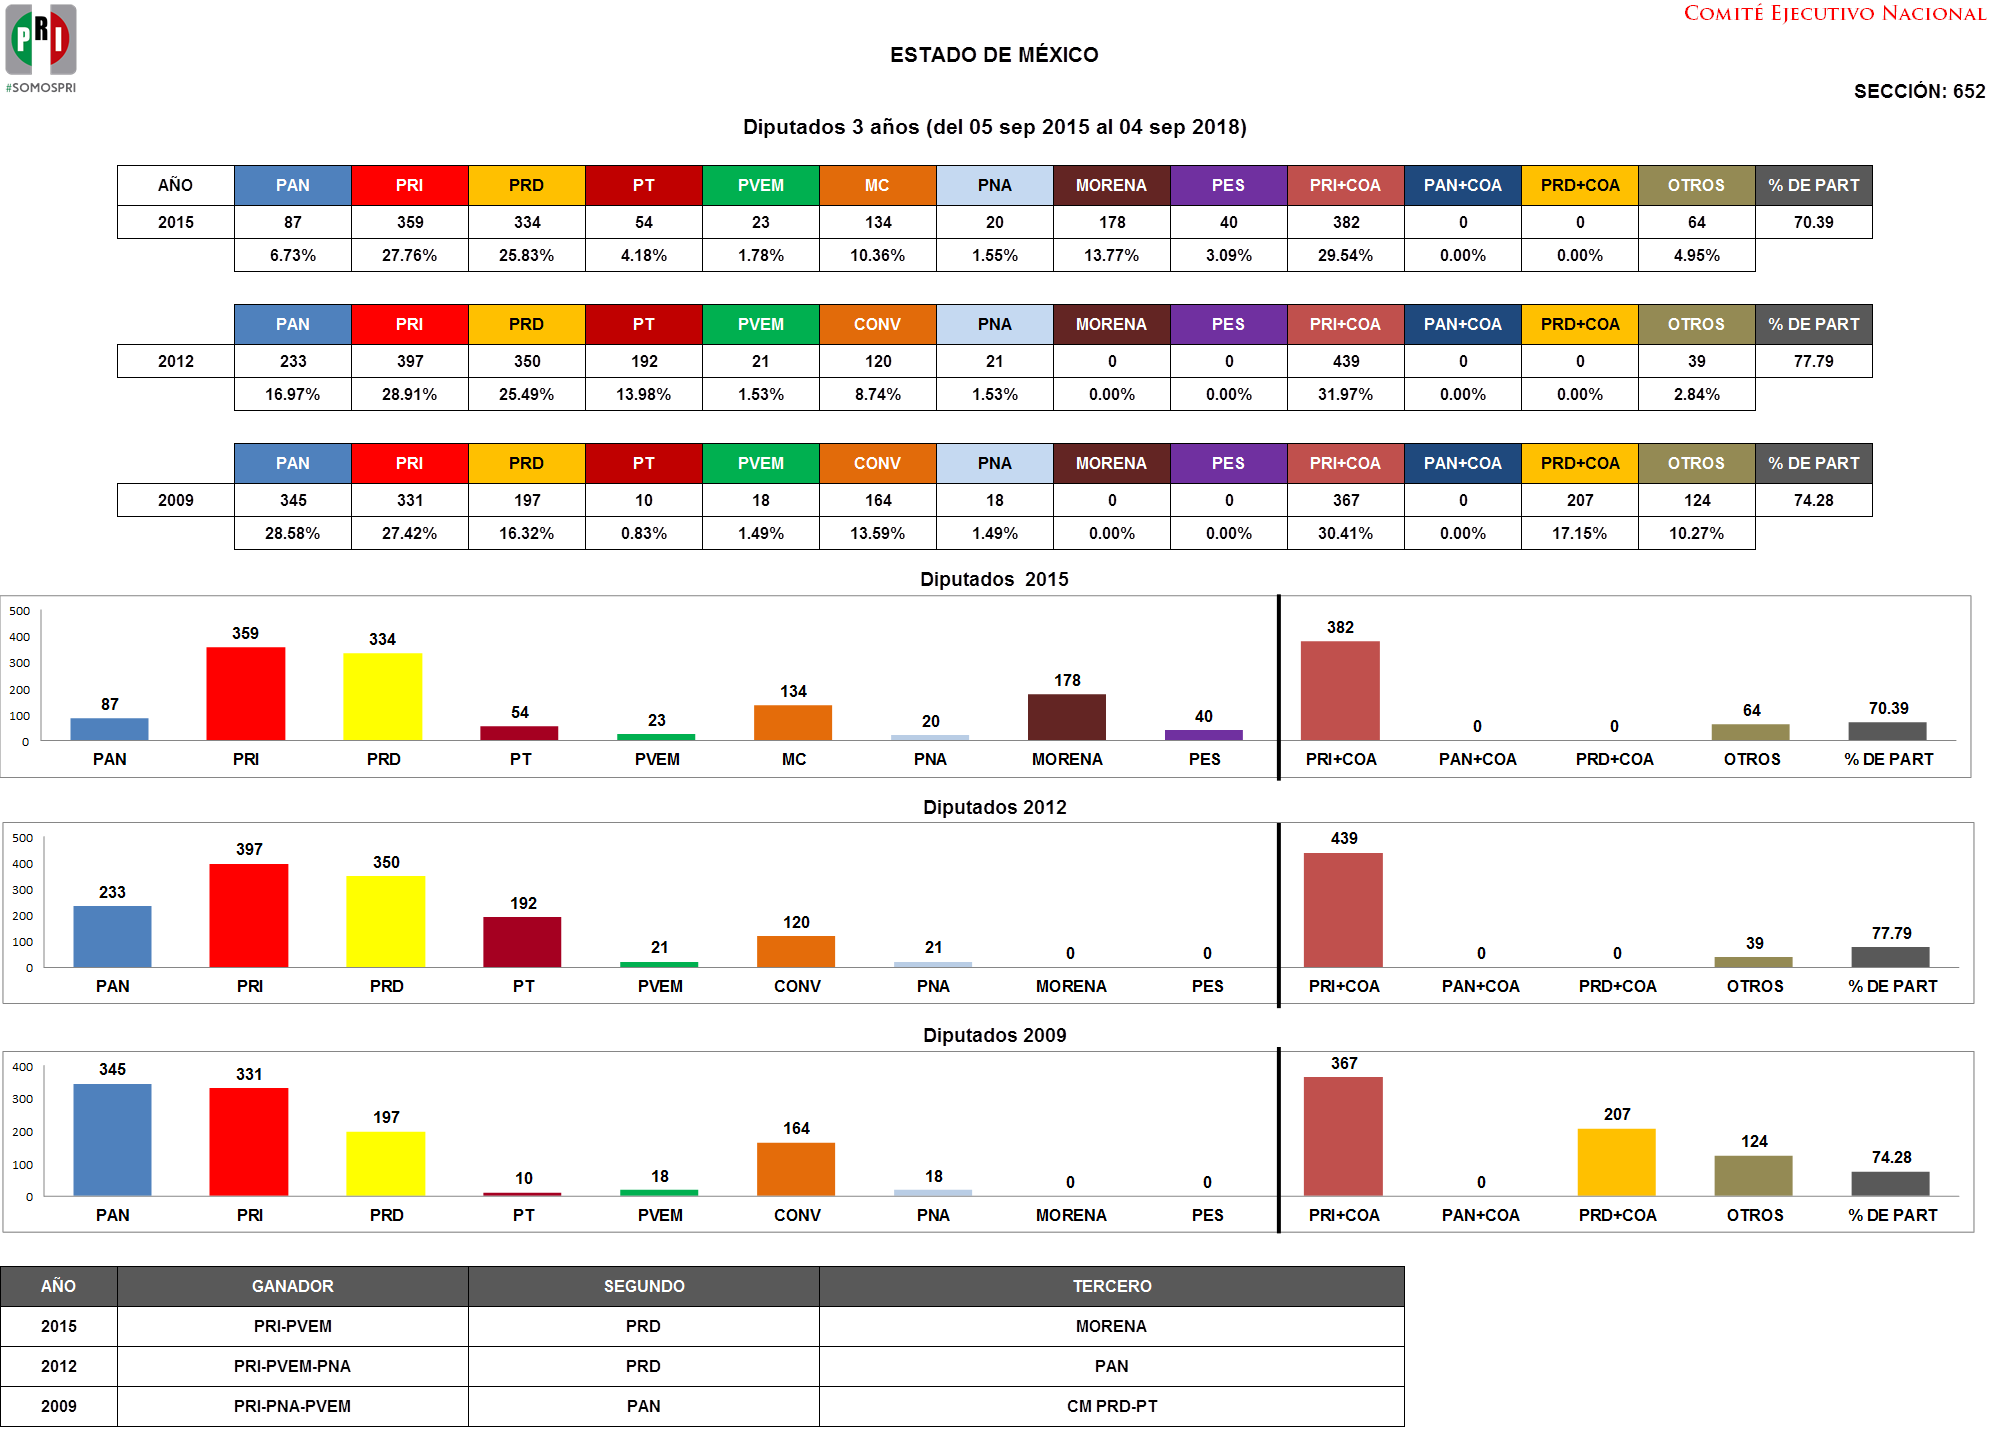 PRI
#SOMOSPRI
COMITÉ EJECUTIVO NACIONAL
ESTADO DE MÉXICO
SECCIÓN: 652
Diputados 3 años (del 05 sep 2015 al 04 sep 2018)
AÑO PAN PRI PRD PT PVEM MC PNA MORENA PES PRI+COA PAN+COA PRD+COA OTROS % DE PART
2015 87 359 334 54 23 134 20 178 40 382 0 0 64 70.39
6.73% 27.76% 25.83% 4.18% 1.78% 10.36% 1.55% 13.77% 3.09% 29.54% 0.00% 0.00% 4.95%
PAN PRI PRD PT PVEM CONV PNA MORENA PES PRI+COA PAN+COA PRD+COA OTROS % DE PART
2012 233 397 350 192 21 120 21 0 0 439 0 0 39 77.79
16.97% 28.91% 25.49% 13.98% 1.53% 8.74% 1.53% 0.00% 0.00% 31.97% 0.00% 0.00% 2.84%
PAN PRI PRD PT PVEM CONV PNA MORENA PES PRI+COA PAN+COA PRD+COA OTROS % DE PART
2009 345 331 197 10 18 164 18 0 0 367 0 207 124 74.28
28.58% 27.42% 16.32% 0.83% 1.49% 13.59% 1.49% 0.00% 0.00% 30.41% 0.00% 17.15% 10.27%
Diputados 2015
500
400
300
200
100
0
87 359 334 54 23 134 20 178 40 382 0 0 64 70.39
PAN PRI PRD PT PVEM MC PNA MORENA PES PRI+COA PAN+COA PRD+COA OTROS % DE PART
Diputados 2012
500
400
300
200
100
0
233 397 350 192 21 120 21 0 0 439 0 0 39 77.79
PAN PRI PRD PT PVEM CONV PNA MORENA PES PRI+COA PAN+COA PRD+COA OTROS % DE PART
Diputados 2009
400
300
200
100
0
345 331 197 10 18 164 18 0 0 367 0 207 124 74.28
PAN PRI PRD PT PVEM CONV PNA MORENA PES PRI+COA PAN+COA PRD+COA OTROS % DE PART
AÑO GANADOR SEGUNDO TERCERO
2015 PRI-PVEM PRD MORENA
2012 PRI-PVEM-PNA PRD PAN
2009 PRI-PNA-PVEM PAN CM PRD-PT